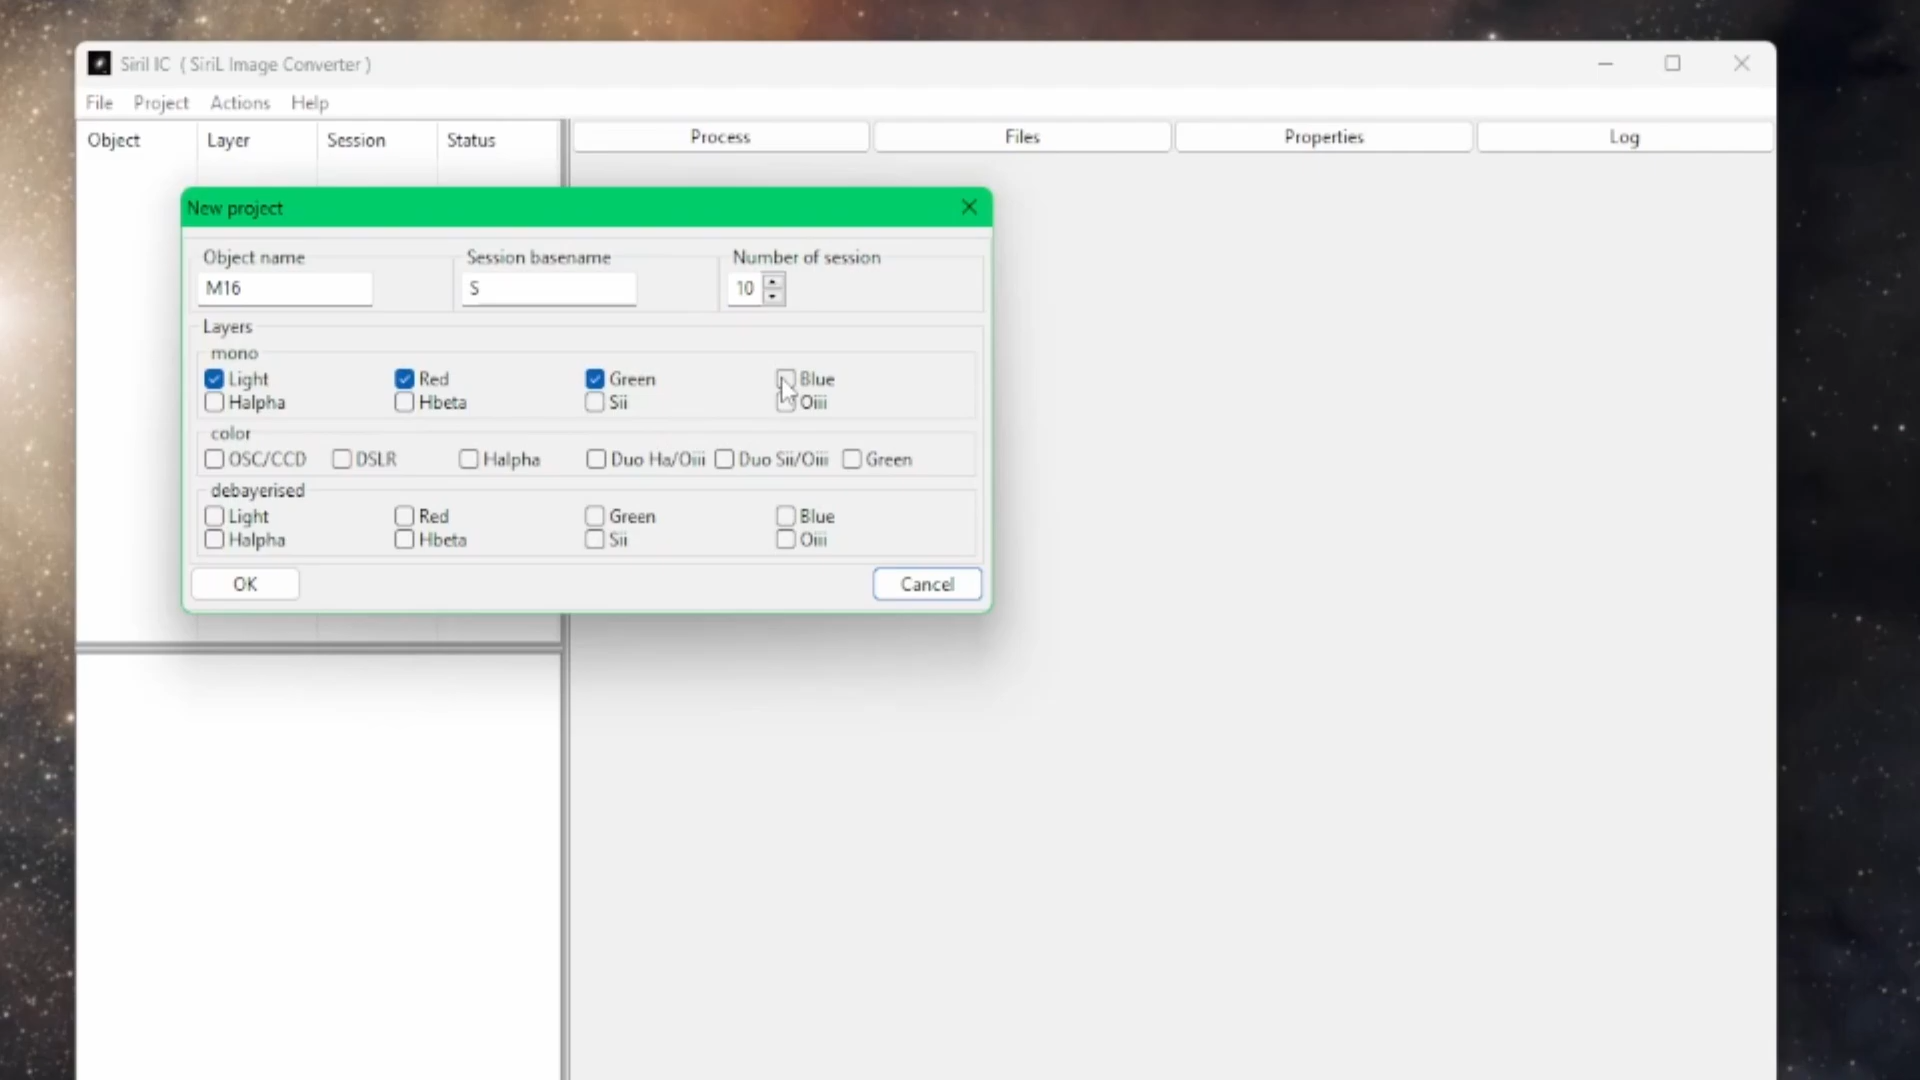 Siril IC ( SiriL Image Converter )
File Project Actions Help
Object Layer Session Status
Process Files Properties Log
New project
Object name Session basename Number of session
M16 S 10
Layers
mono
Light Red Green Blue
Halpha Hbeta Sii Oiii
color
OSC/CCD DSLR Halpha Duo Ha/Oiii Duo Sii/Oiii Green
debayerised
Light Red Green Blue
Halpha Hbeta Sii Oiii
OK Cancel